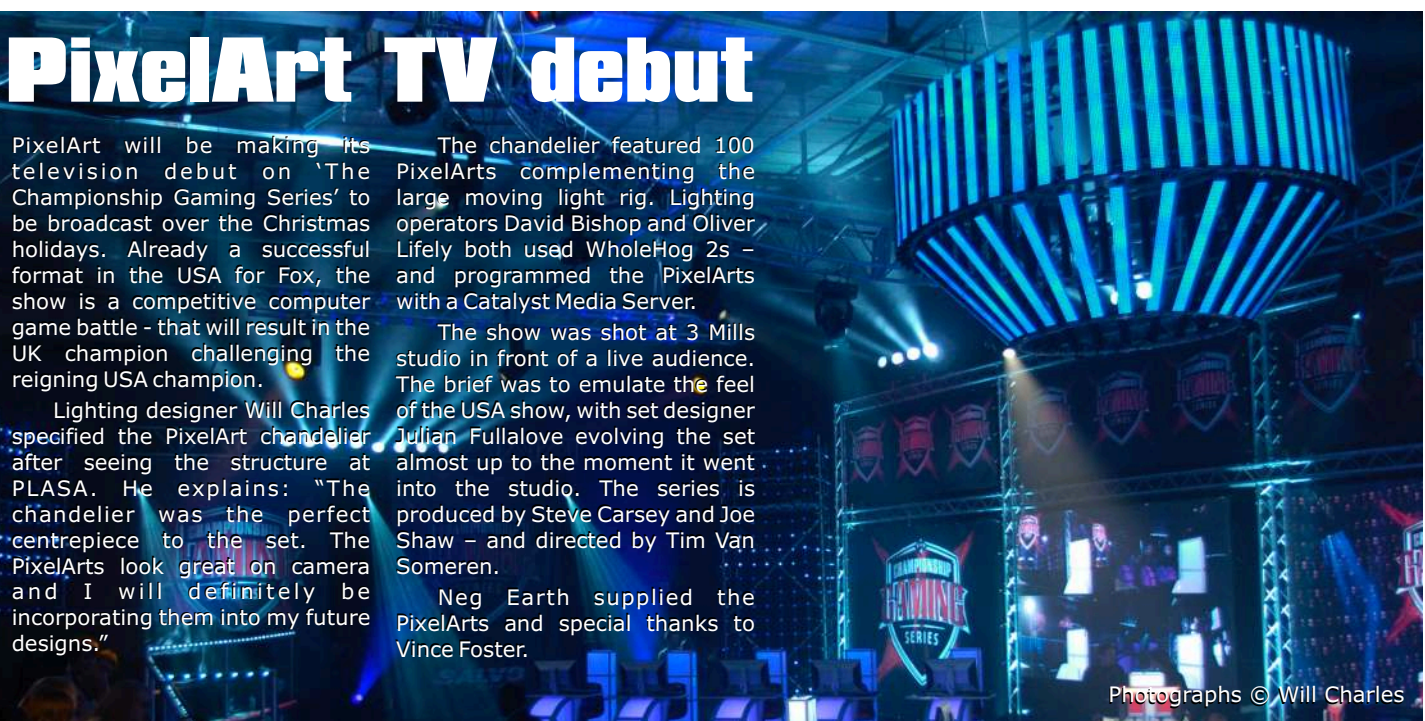 PixelArt TV debut
PixelArt will be making its
television debut on ‘The
Championship Gaming Series’ to
be broadcast over the Christmas
holidays. Already a successful
format in the USA for Fox, the
show is a competitive computer
game battle - that will result in the
UK champion challenging the
reigning USA champion.
Lighting designer Will Charles
specified the PixelArt chandelier
after seeing the structure at
PLASA. He explains: “The
chandelier was the perfect
centrepiece to the set. The
PixelArts look great on camera
and I will definitely be
incorporating them into my future
designs.”
The chandelier featured 100
PixelArts complementing the
large moving light rig. Lighting
operators David Bishop and Oliver
Lifely both used WholeHog 2s –
and programmed the PixelArts
with a Catalyst Media Server.
The show was shot at 3 Mills
studio in front of a live audience.
The brief was to emulate the feel
of the USA show, with set designer
Julian Fullalove evolving the set
almost up to the moment it went
into the studio. The series is
produced by Steve Carsey and Joe
Shaw – and directed by Tim Van
Someren.
Neg Earth supplied the
PixelArts and special thanks to
Vince Foster.
CHAMPIONSHIP
GAMING
SERIES
CHAMPIONSHIP
GAMING
SERIES
Photographs © Will Charles